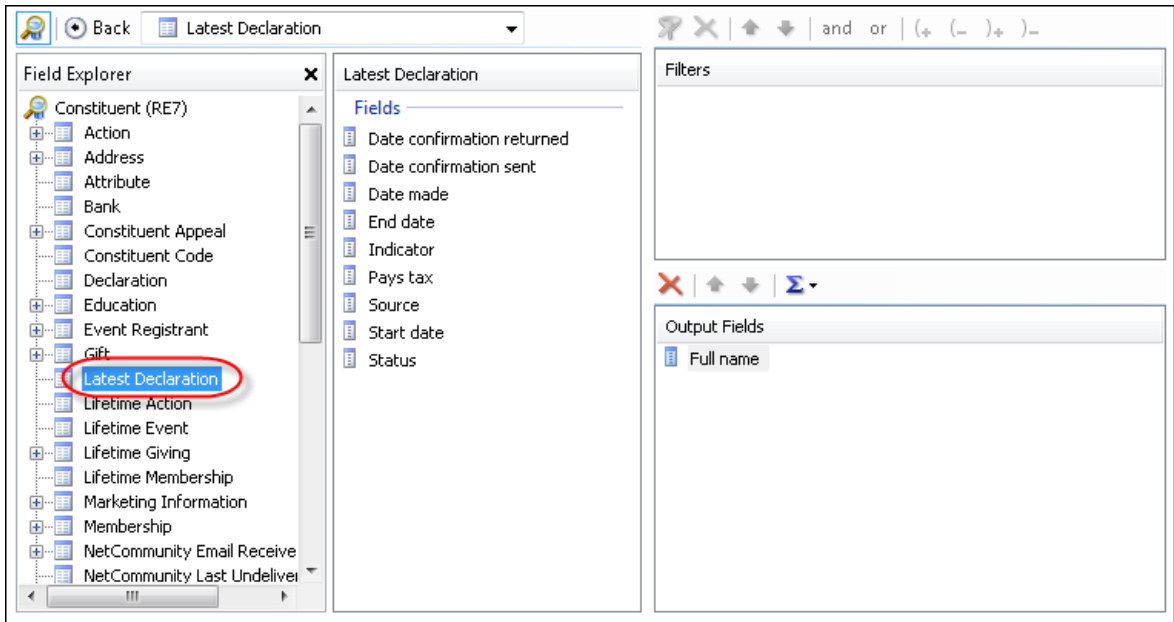 Back
Latest Declaration
and or (+ (- )+ )-
Field Explorer
Constituent (RE7)
Action
Address
Attribute
Bank
Constituent Appeal
Constituent Code
Declaration
Education
Event Registrant
Gift
Latest Declaration
Lifetime Action
Lifetime Event
Lifetime Giving
Lifetime Membership
Marketing Information
Membership
NetCommunity Email Receive
NetCommunity Last Undeliver
Latest Declaration
Fields
Date confirmation returned
Date confirmation sent
Date made
End date
Indicator
Pays tax
Source
Start date
Status
Filters
Σ
Output Fields
Full name